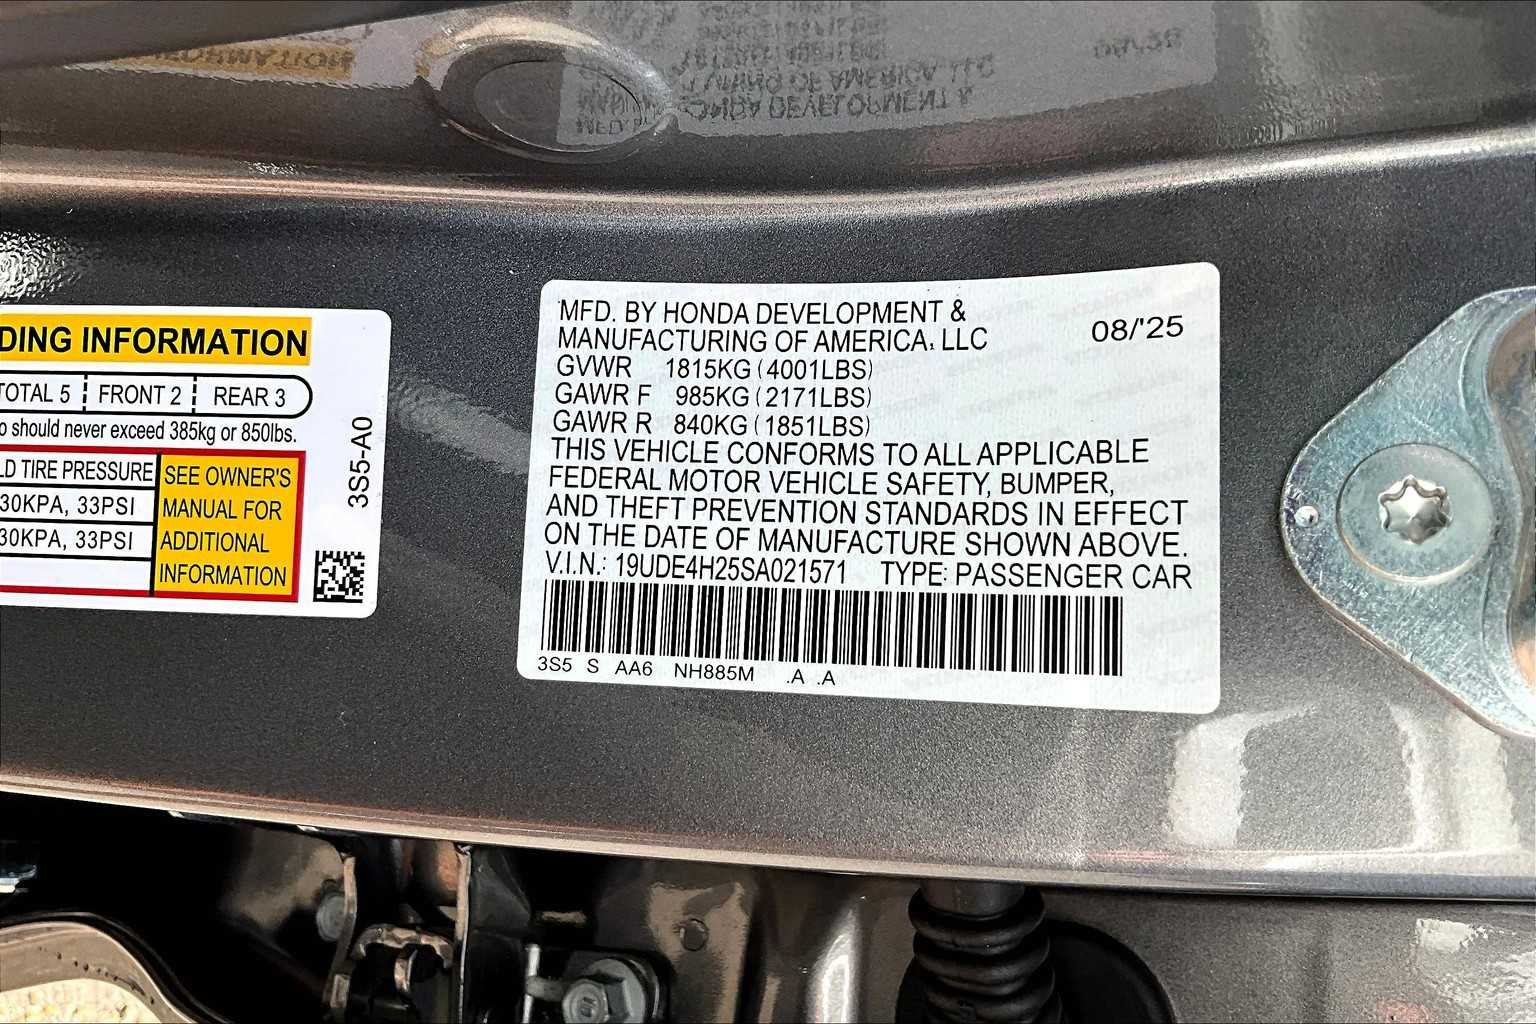 DING INFORMATION
TOTAL 5 FRONT 2 REAR 3
o should never exceed 385kg or 850lbs.
LD TIRE PRESSURE
30KPA, 33PSI
30KPA, 33PSI
SEE OWNER'S
MANUAL FOR
ADDITIONAL
INFORMATION
3S5-A0
MFD. BY HONDA DEVELOPMENT &
MANUFACTURING OF AMERICA, LLC 08/'25
GVWR 1815KG (4001LBS)
GAWR F 985KG (2171LBS)
GAWR R 840KG (1851LBS)
THIS VEHICLE CONFORMS TO ALL APPLICABLE
FEDERAL MOTOR VEHICLE SAFETY, BUMPER,
AND THEFT PREVENTION STANDARDS IN EFFECT
ON THE DATE OF MANUFACTURE SHOWN ABOVE.
V.I.N.: 19UDE4H25SA021571 TYPE: PASSENGER CAR
3S5 S AA6 NH885M .A .A